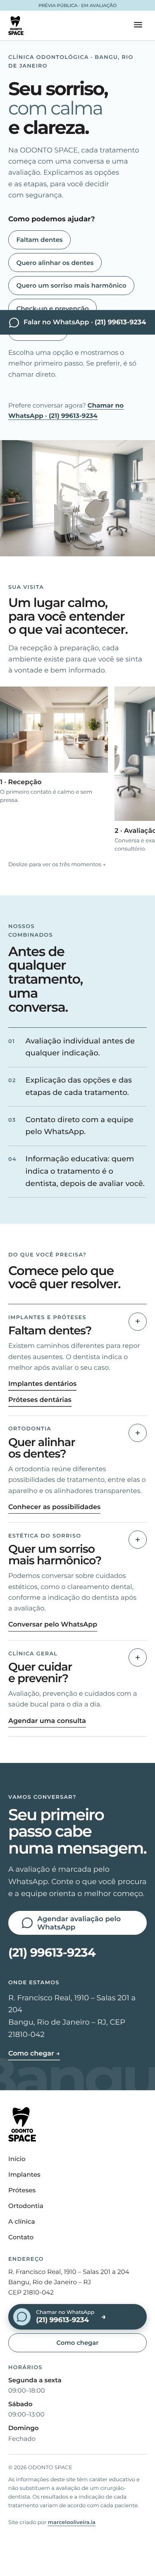 PRÉVIA PÚBLICA · EM AVALIAÇÃO
ODONTO
SPACE
CLÍNICA ODONTOLÓGICA · BANGU, RIO
DE JANEIRO
Seu sorriso,
com calma
e clareza.
Na ODONTO SPACE, cada tratamento
começa com uma conversa e uma
avaliação. Explicamos as opções
e as etapas, para você decidir
com segurança.
Como podemos ajudar?
Faltam dentes
Quero alinhar os dentes
Quero um sorriso mais harmônico
Check-up e prevenção
Falar no WhatsApp · (21) 99613-9234
Escolha uma opção e mostramos o
melhor primeiro passo. Se preferir, é só
chamar direto.
Prefere conversar agora? Chamar no
WhatsApp · (21) 99613-9234
SUA VISITA
Um lugar calmo,
para você entender
o que vai acontecer.
Da recepção à preparação, cada
ambiente existe para que você se sinta
à vontade e bem informado.
1 · Recepção
O primeiro contato é calmo e sem
pressa.
2 · Avaliação
Conversa e exa
consultório.
Deslize para ver os três momentos →
NOSSOS
COMBINADOS
Antes de
qualquer
tratamento,
uma
conversa.
01 Avaliação individual antes de
qualquer indicação.
02 Explicação das opções e das
etapas de cada tratamento.
03 Contato direto com a equipe
pelo WhatsApp.
04 Informação educativa: quem
indica o tratamento é o
dentista, depois de avaliar você.
DO QUE VOCÊ PRECISA?
Comece pelo que
você quer resolver.
IMPLANTES E PRÓTESES
Faltam dentes?
+
Existem caminhos diferentes para repor
dentes ausentes. O dentista indica o
melhor após avaliar o seu caso.
Implantes dentários
Próteses dentárias
ORTODONTIA
Quer alinhar
os dentes?
+
A ortodontia reúne diferentes
possibilidades de tratamento, entre elas o
aparelho e os alinhadores transparentes.
Conhecer as possibilidades
ESTÉTICA DO SORRISO
Quer um sorriso
mais harmônico?
+
Podemos conversar sobre cuidados
estéticos, como o clareamento dental,
conforme a indicação do dentista após
a avaliação.
Conversar pelo WhatsApp
CLÍNICA GERAL
Quer cuidar
e prevenir?
+
Avaliação, prevenção e cuidados com a
saúde bucal para o dia a dia.
Agendar uma consulta
VAMOS CONVERSAR?
Seu primeiro
passo cabe
numa mensagem.
A avaliação é marcada pelo
WhatsApp. Conte o que você procura
e a equipe orienta o melhor começo.
Agendar avaliação pelo
WhatsApp
(21) 99613-9234
ONDE ESTAMOS
R. Francisco Real, 1910 – Salas 201 a
204
Bangu, Rio de Janeiro – RJ, CEP
21810-042
Como chegar →
Bangu
ODONTO
SPACE
Início
Implantes
Próteses
Ortodontia
A clínica
Contato
ENDEREÇO
R. Francisco Real, 1910 – Salas 201 a 204
Bangu, Rio de Janeiro – RJ
CEP 21810-042
Chamar no WhatsApp
(21) 99613-9234 →
Como chegar
HORÁRIOS
Segunda a sexta
09:00–18:00
Sábado
09:00–13:00
Domingo
Fechado
© 2026 ODONTO SPACE
As informações deste site têm caráter educativo e
não substituem a avaliação de um cirurgião-
dentista. Os resultados e a indicação de cada
tratamento variam de acordo com cada paciente.
Site criado por marcelooliveira.ia